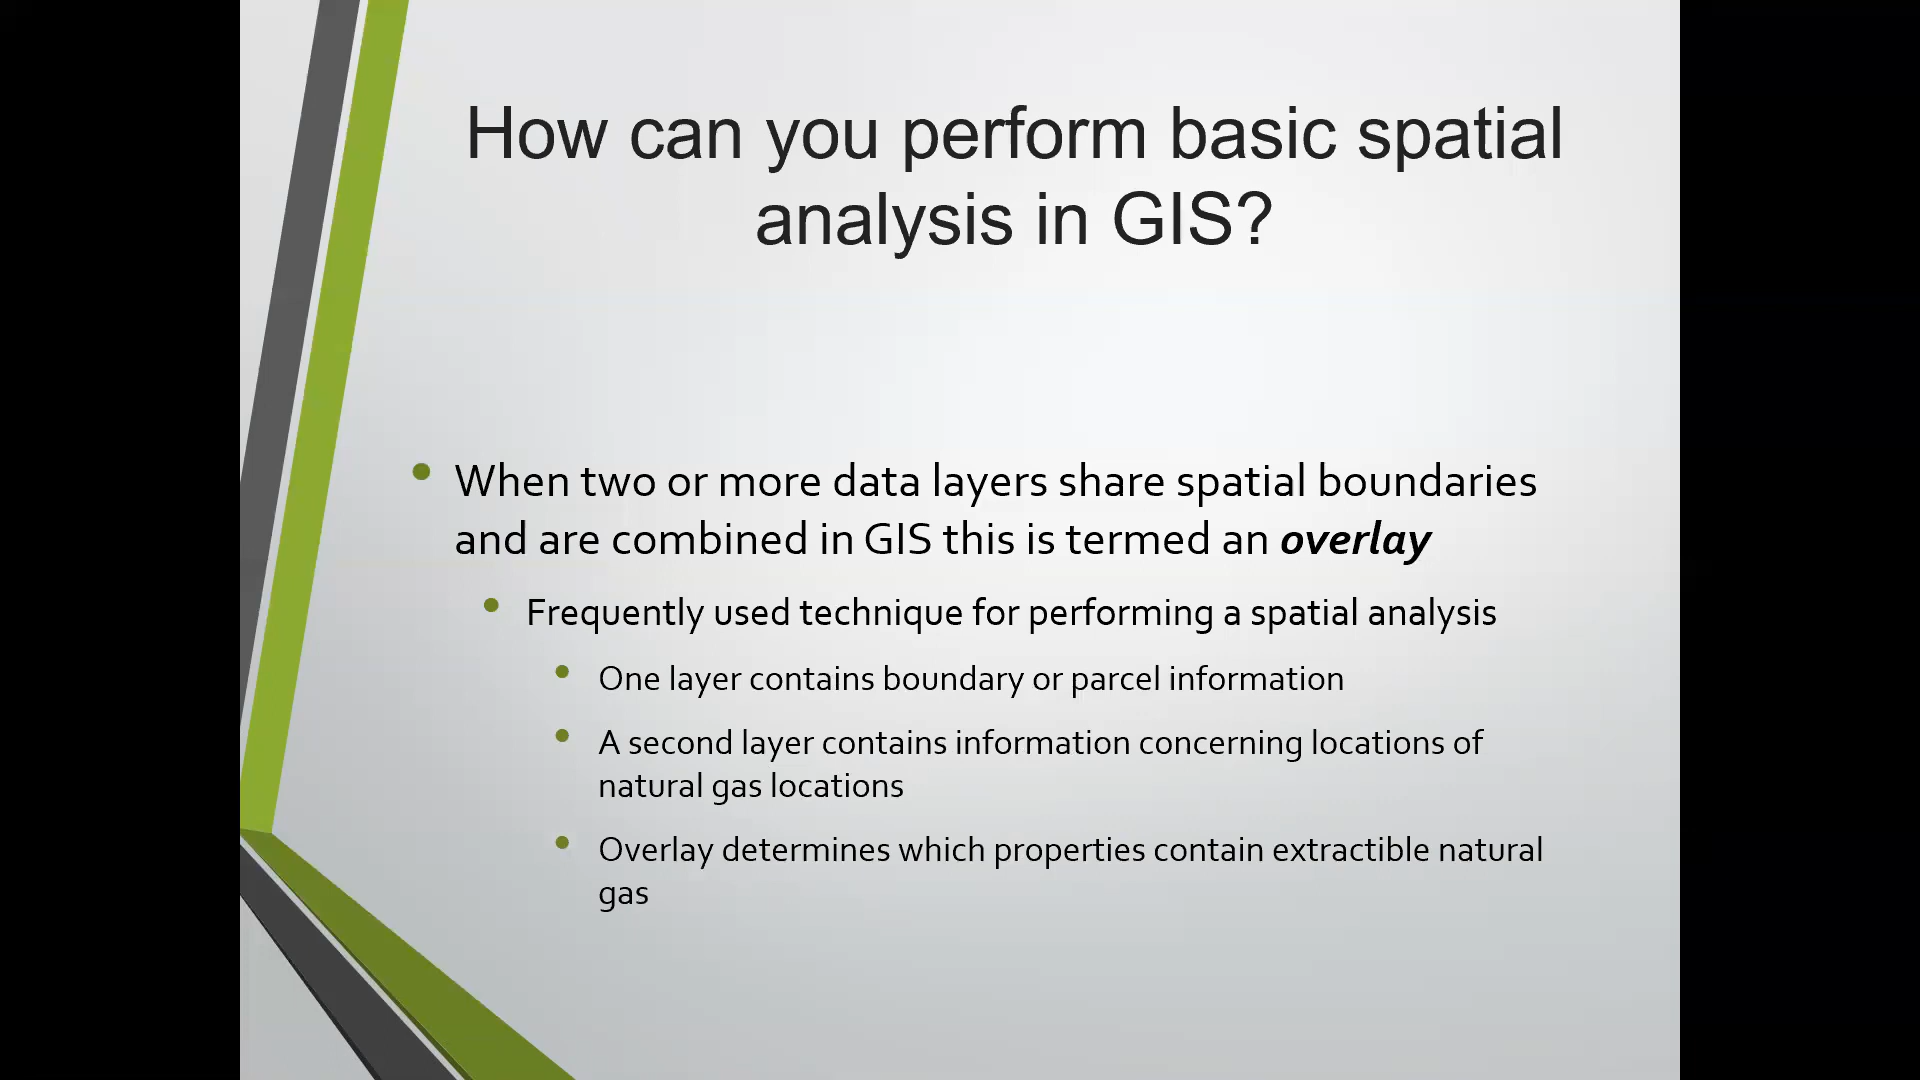 How can you perform basic spatial
analysis in GIS?
When two or more data layers share spatial boundaries
and are combined in GIS this is termed an overlay
Frequently used technique for performing a spatial analysis
One layer contains boundary or parcel information
A second layer contains information concerning locations of
natural gas locations
Overlay determines which properties contain extractible natural
gas